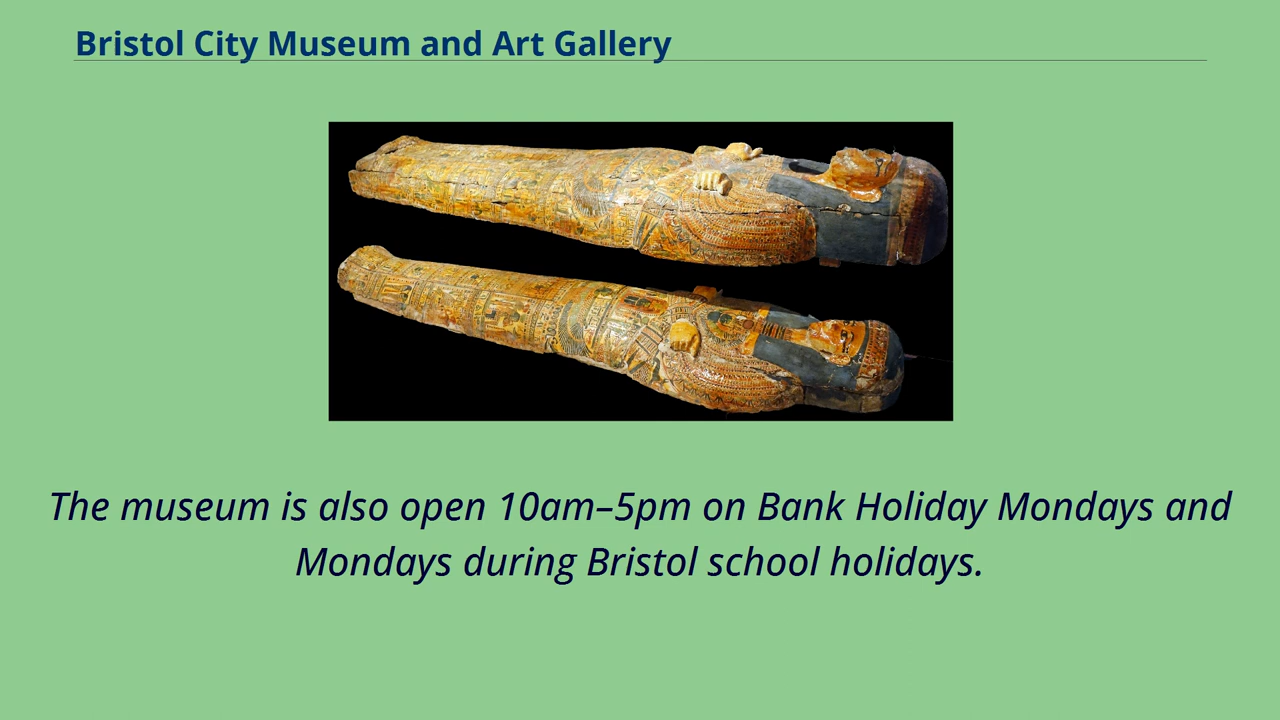 Bristol City Museum and Art Gallery
The museum is also open 10am–5pm on Bank Holiday Mondays and
Mondays during Bristol school holidays.